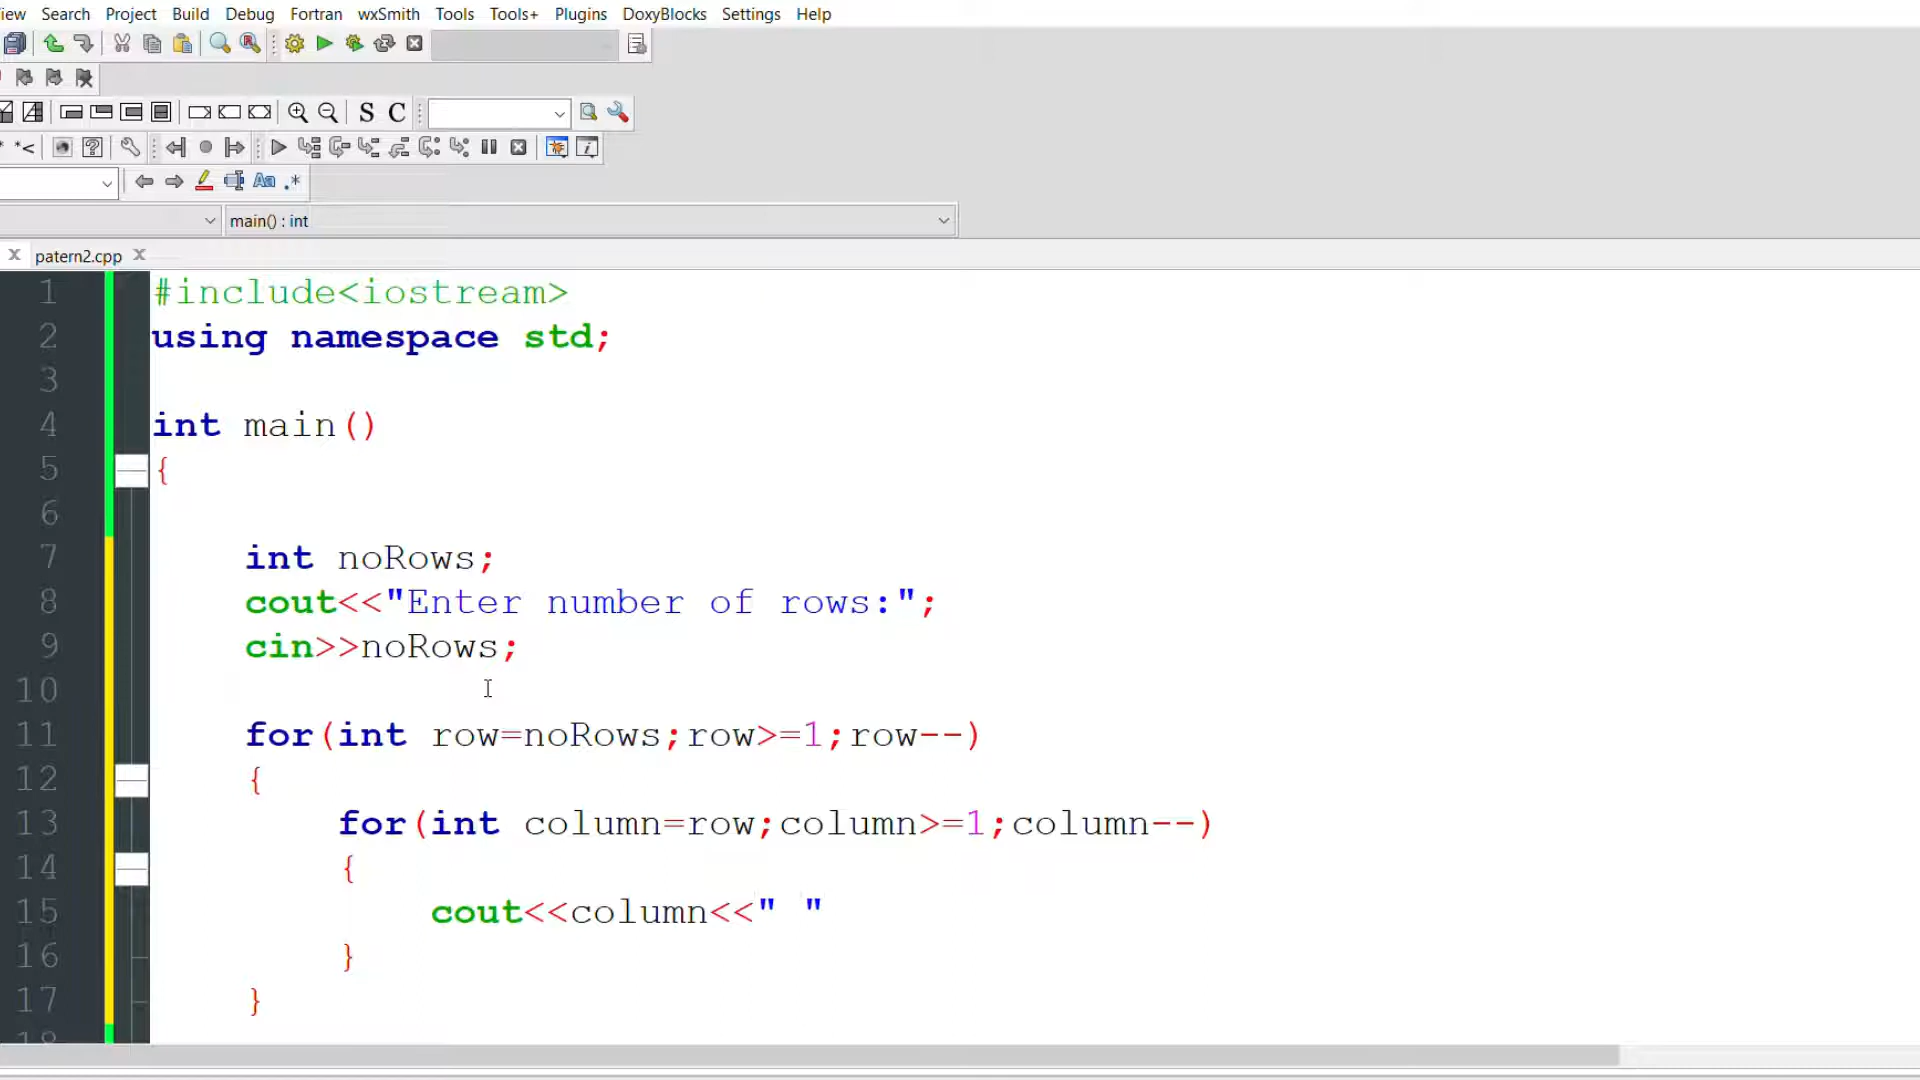 iew Search Project Build Debug Fortran wxSmith Tools Tools+ Plugins DoxyBlocks Settings Help
S C
*<
Aa .*
main() : int
patern2.cpp
1 #include<iostream>
2 using namespace std;
3
4 int main()
5 {
6
7 int noRows;
8 cout<<"Enter number of rows:";
9 cin>>noRows;
10
11 for(int row=noRows;row>=1;row--)
12 {
13 for(int column=row;column>=1;column--)
14 {
15 cout<<column<<" "
16 }
17 }
18